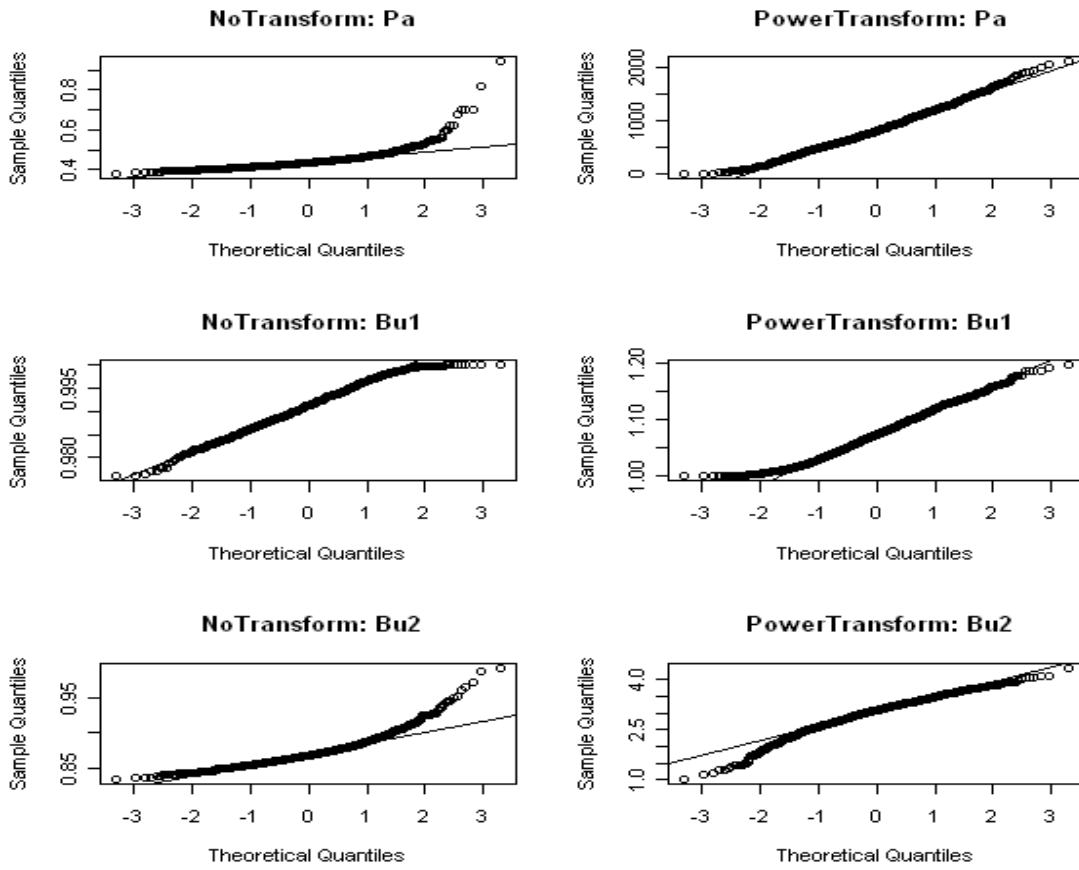 NoTransform: Pa
Sample Quantiles
0.4 0.6 0.8
-3 -2 -1 0 1 2 3
Theoretical Quantiles
PowerTransform: Pa
Sample Quantiles
0 1000 2000
-3 -2 -1 0 1 2 3
Theoretical Quantiles
NoTransform: Bu1
Sample Quantiles
0.980 0.995
-3 -2 -1 0 1 2 3
Theoretical Quantiles
PowerTransform: Bu1
Sample Quantiles
1.00 1.10 1.20
-3 -2 -1 0 1 2 3
Theoretical Quantiles
NoTransform: Bu2
Sample Quantiles
0.85 0.95
-3 -2 -1 0 1 2 3
Theoretical Quantiles
PowerTransform: Bu2
Sample Quantiles
1.0 2.5 4.0
-3 -2 -1 0 1 2 3
Theoretical Quantiles